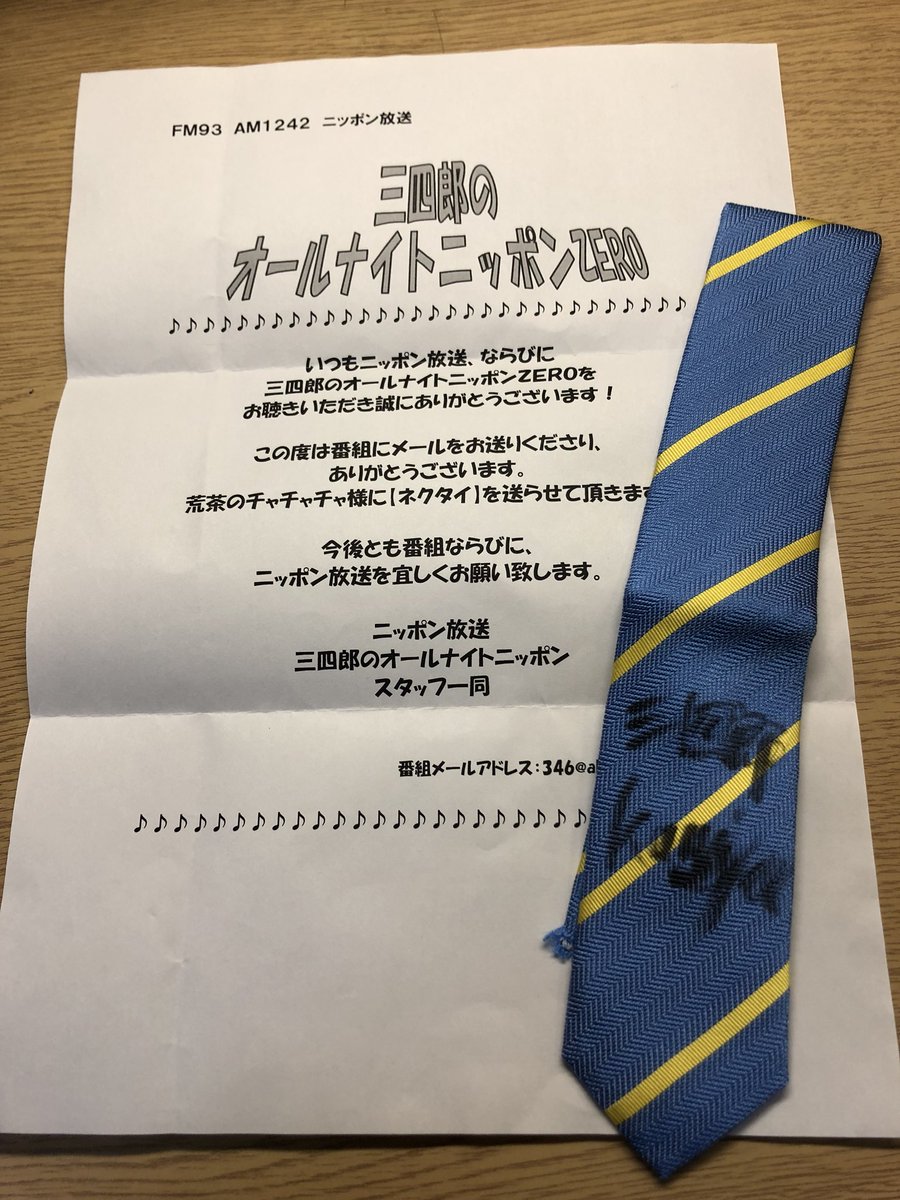 FM93 AM1242 ニッポン放送
三四郎の
オールナイトニッポンZERO
♪♪♪♪♪♪♪♪♪♪♪♪♪♪♪♪♪♪♪♪♪♪♪♪♪♪♪♪♪♪
いつもニッポン放送、ならびに
三四郎のオールナイトニッポンZEROを
お聴きいただき誠にありがとうございます！
この度は番組にメールをお送りくださり、
ありがとうございます。
荒茶のチャチャチャ様に【ネクタイ】を送らせて頂きます
今後とも番組ならびに、
ニッポン放送を宜しくお願い致します。
ニッポン放送
三四郎のオールナイトニッポン
スタッフ一同
番組メールアドレス：346@a
♪♪♪♪♪♪♪♪♪♪♪♪♪♪♪♪♪♪♪♪♪♪♪
三四郎